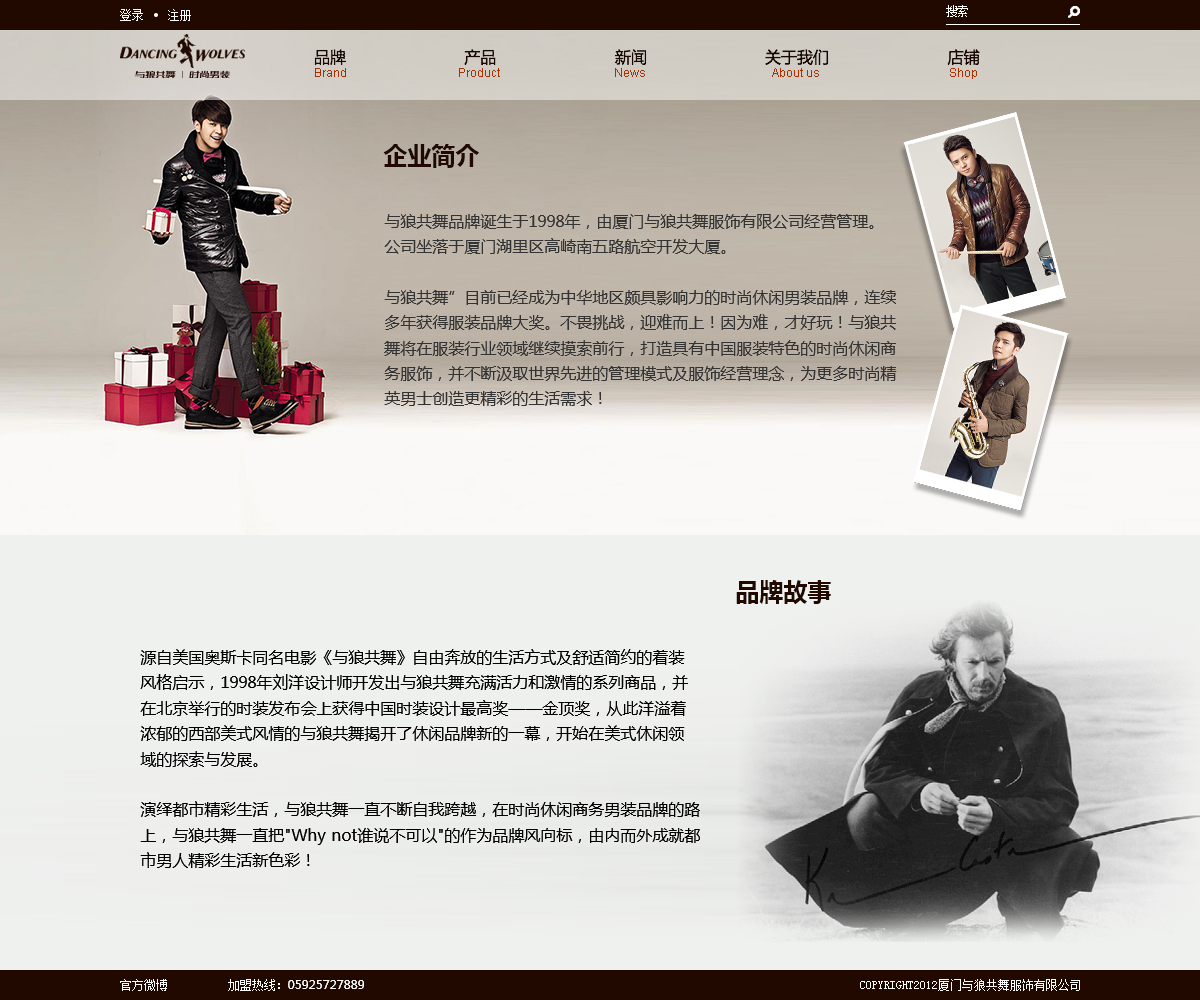 登录 • 注册
搜索
DANCING WOLVES
与狼共舞 | 时尚男装
品牌
Brand
产品
Product
新闻
News
关于我们
About us
店铺
Shop
企业简介
与狼共舞品牌诞生于1998年，由厦门与狼共舞服饰有限公司经营管理。
公司坐落于厦门湖里区高崎南五路航空开发大厦。
与狼共舞”目前已经成为中华地区颇具影响力的时尚休闲男装品牌，连续
多年获得服装品牌大奖。不畏挑战，迎难而上！因为难，才好玩！与狼共
舞将在服装行业领域继续摸索前行，打造具有中国服装特色的时尚休闲商
务服饰，并不断汲取世界先进的管理模式及服饰经营理念，为更多时尚精
英男士创造更精彩的生活需求！
品牌故事
源自美国奥斯卡同名电影《与狼共舞》自由奔放的生活方式及舒适简约的着装
风格启示，1998年刘洋设计师开发出与狼共舞充满活力和激情的系列商品，并
在北京举行的时装发布会上获得中国时装设计最高奖——金顶奖，从此洋溢着
浓郁的西部美式风情的与狼共舞揭开了休闲品牌新的一幕，开始在美式休闲领
域的探索与发展。
演绎都市精彩生活，与狼共舞一直不断自我跨越，在时尚休闲商务男装品牌的路
上，与狼共舞一直把"Why not谁说不可以"的作为品牌风向标，由内而外成就都
市男人精彩生活新色彩！
官方微博
加盟热线：05925727889
COPYRIGHT2012厦门与狼共舞服饰有限公司